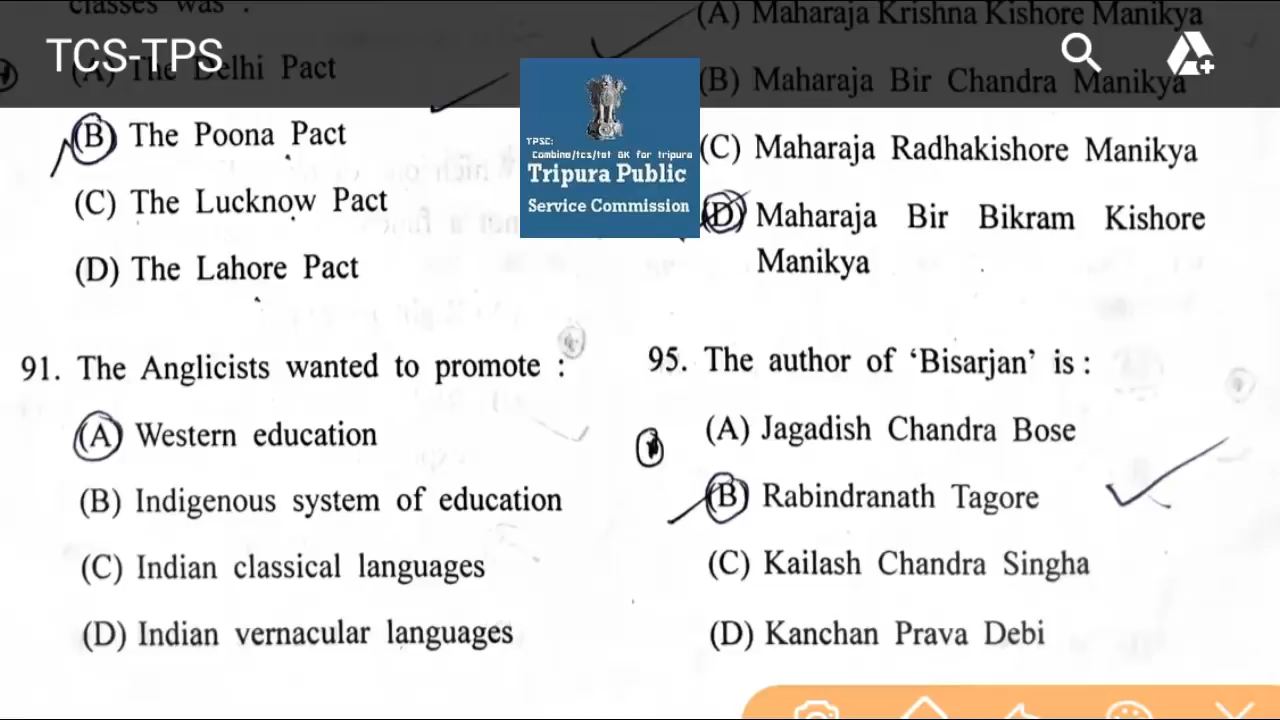 classes was :
TCS-TPS
(A) The Delhi Pact
(B) The Poona Pact
(C) The Lucknow Pact
(D) The Lahore Pact
91. The Anglicists wanted to promote :
(A) Western education
(B) Indigenous system of education
(C) Indian classical languages
(D) Indian vernacular languages
TPSC:
Combine/tcs/tet GK for tripura
Tripura Public
Service Commission
(A) Maharaja Krishna Kishore Manikya
(B) Maharaja Bir Chandra Manikya
(C) Maharaja Radhakishore Manikya
(D) Maharaja Bir Bikram Kishore
Manikya
95. The author of ‘Bisarjan’ is :
(A) Jagadish Chandra Bose
(B) Rabindranath Tagore
(C) Kailash Chandra Singha
(D) Kanchan Prava Debi